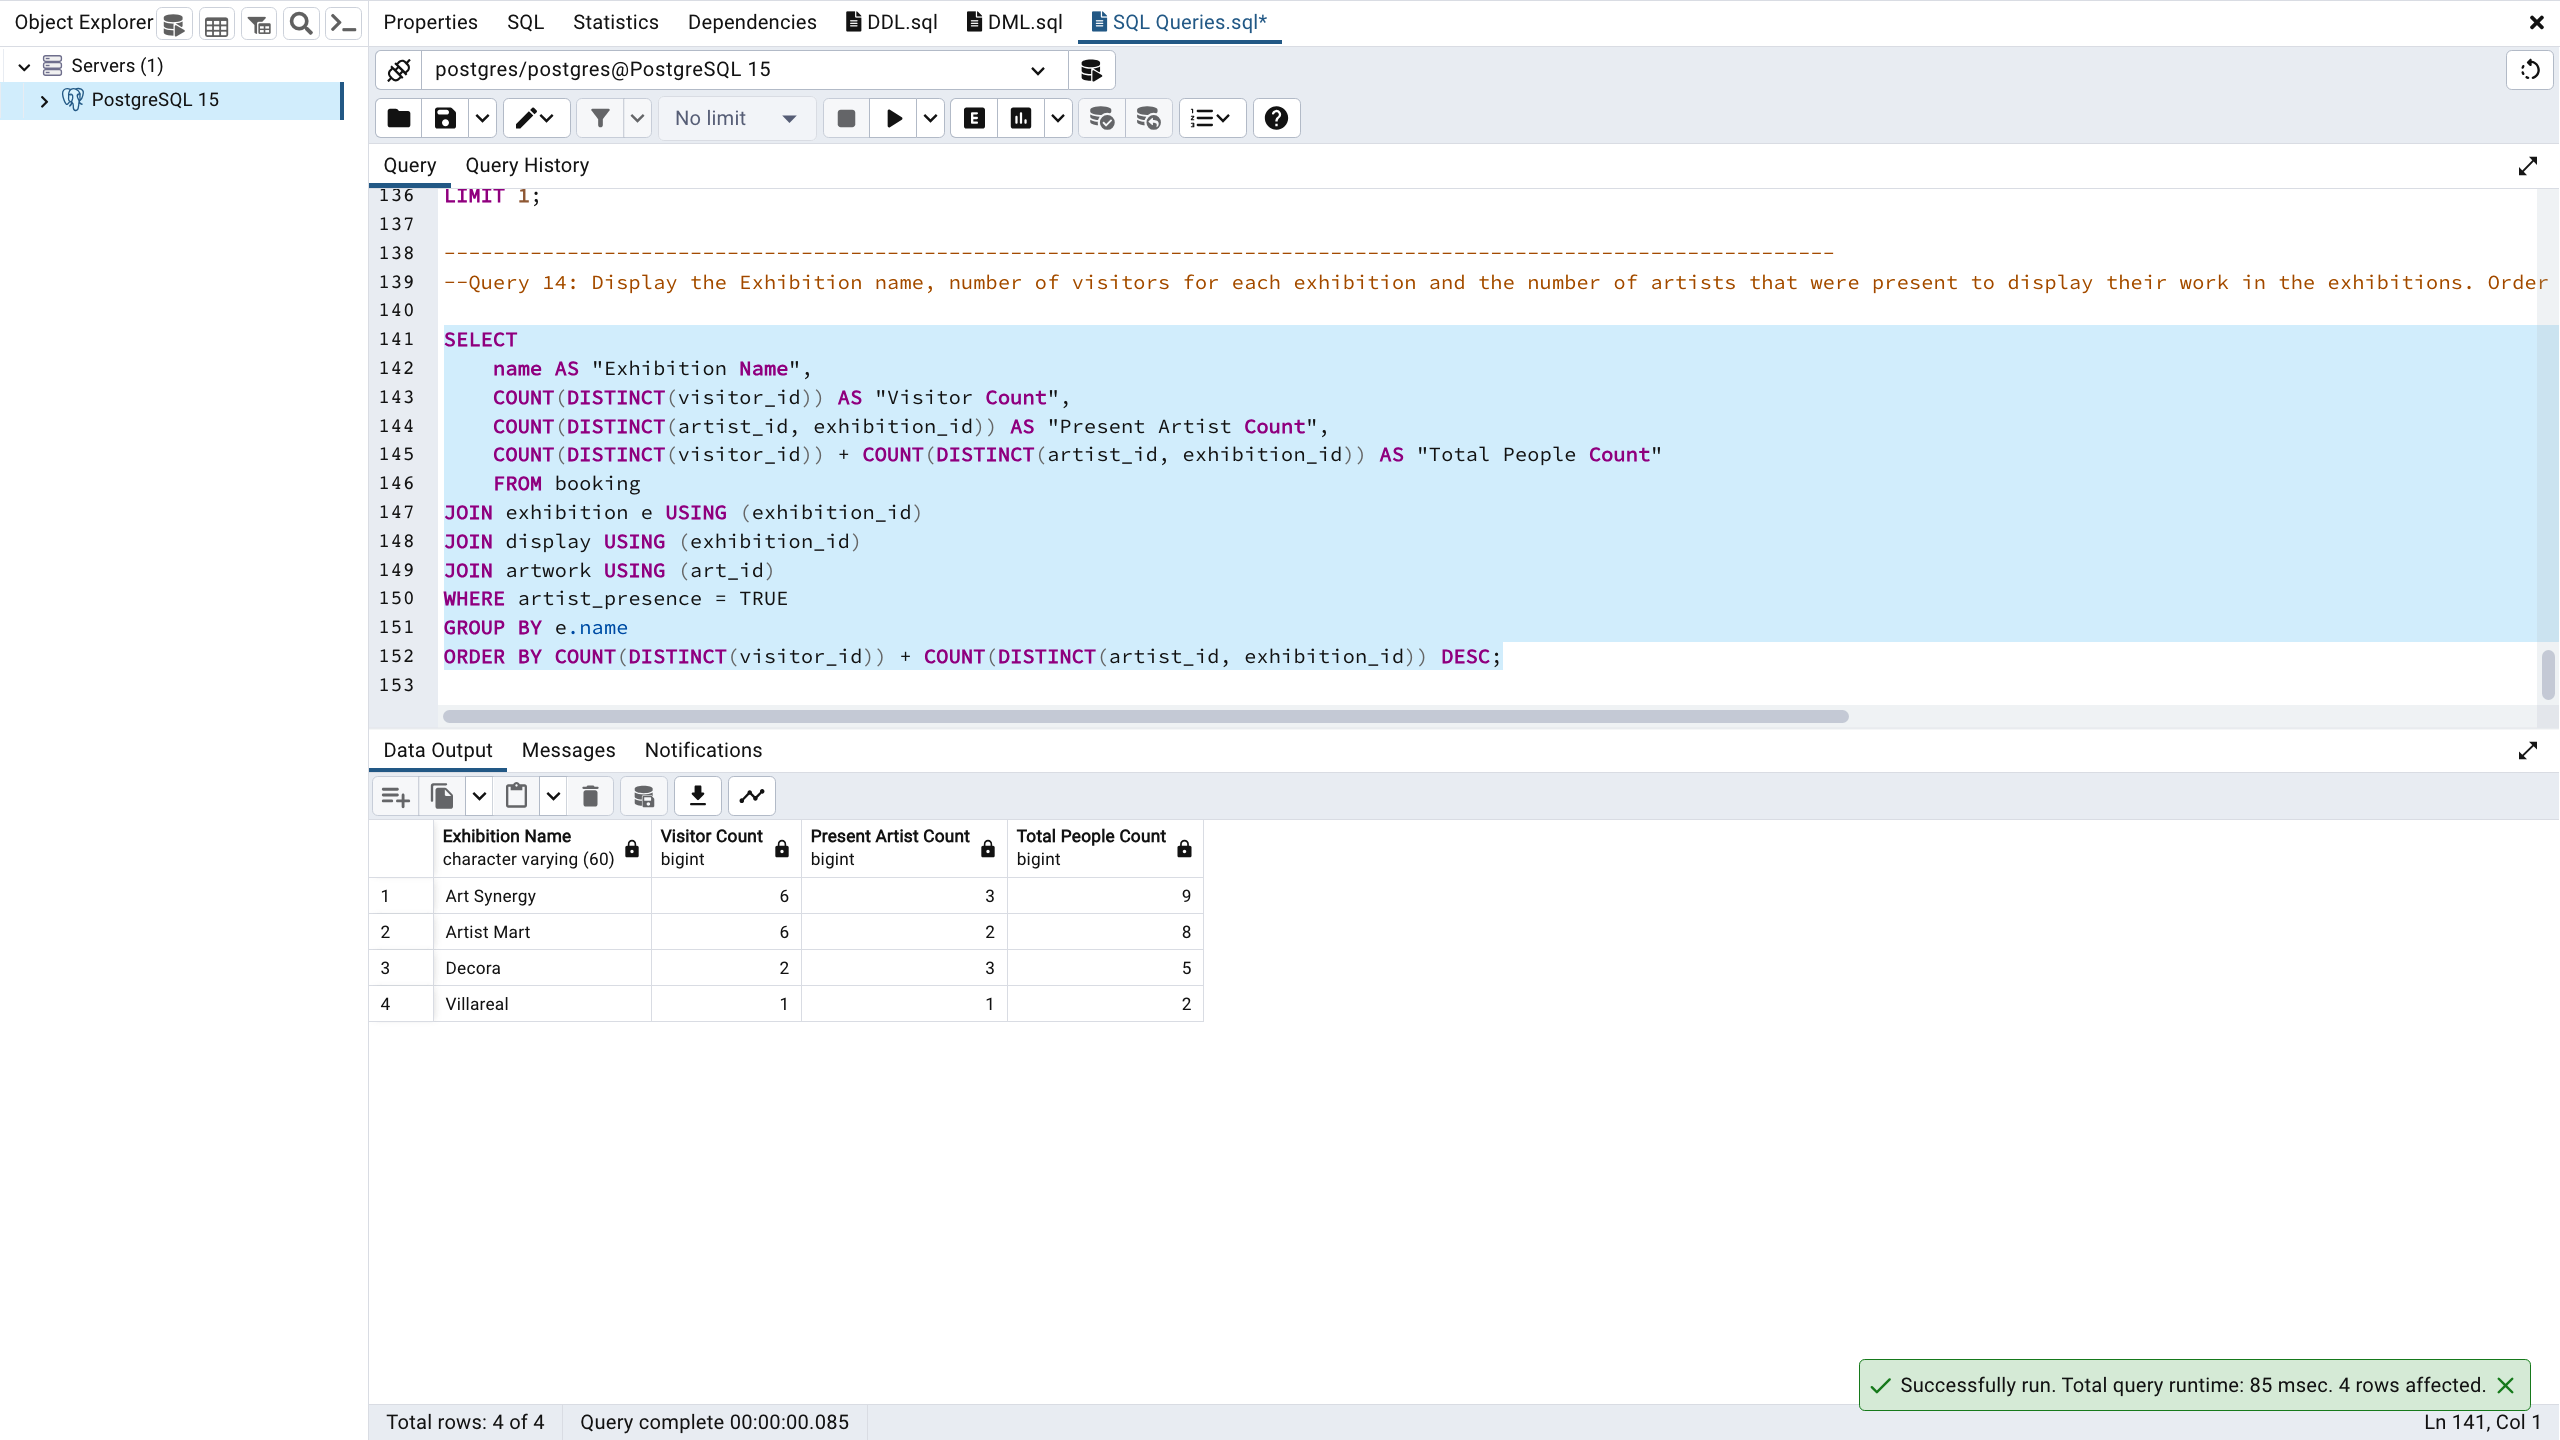 Object Explorer
Properties SQL Statistics Dependencies DDL.sql DML.sql SQL Queries.sql*
Servers (1)
PostgreSQL 15
postgres/postgres@PostgreSQL 15
No limit
E
Query Query History
136 LIMIT 1;
137
138 -----------------------------------------------------------------------------------------------------------------
139 --Query 14: Display the Exhibition name, number of visitors for each exhibition and the number of artists that were present to display their work in the exhibitions. Order
140
141 SELECT
142 name AS "Exhibition Name",
143 COUNT(DISTINCT(visitor_id)) AS "Visitor Count",
144 COUNT(DISTINCT(artist_id, exhibition_id)) AS "Present Artist Count",
145 COUNT(DISTINCT(visitor_id)) + COUNT(DISTINCT(artist_id, exhibition_id)) AS "Total People Count"
146 FROM booking
147 JOIN exhibition e USING (exhibition_id)
148 JOIN display USING (exhibition_id)
149 JOIN artwork USING (art_id)
150 WHERE artist_presence = TRUE
151 GROUP BY e.name
152 ORDER BY COUNT(DISTINCT(visitor_id)) + COUNT(DISTINCT(artist_id, exhibition_id)) DESC;
153
Data Output Messages Notifications
Exhibition Name Visitor Count Present Artist Count Total People Count
character varying (60) bigint bigint bigint
1 Art Synergy 6 3 9
2 Artist Mart 6 2 8
3 Decora 2 3 5
4 Villareal 1 1 2
Successfully run. Total query runtime: 85 msec. 4 rows affected.
Total rows: 4 of 4 Query complete 00:00:00.085 Ln 141, Col 1